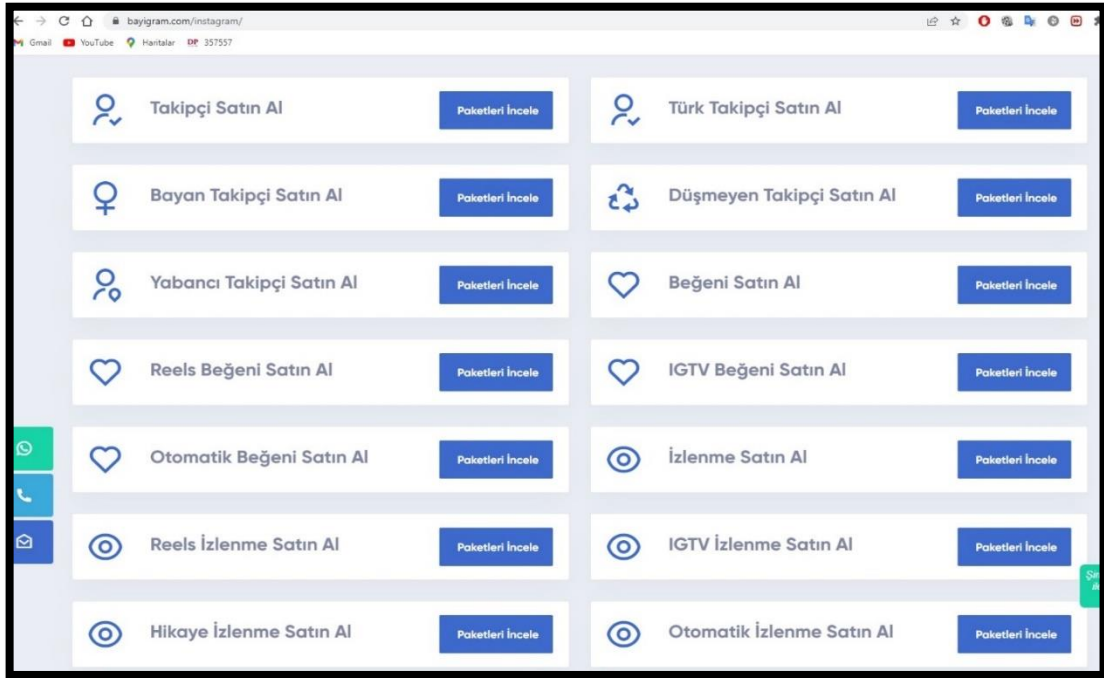 bayigram.com/instagram/
Gmail YouTube Haritalar DP 357557
Takipçi Satın Al Paketleri İncele Türk Takipçi Satın Al Paketleri İncele
Bayan Takipçi Satın Al Paketleri İncele Düşmeyen Takipçi Satın Al Paketleri İncele
Yabancı Takipçi Satın Al Paketleri İncele Beğeni Satın Al Paketleri İncele
Reels Beğeni Satın Al Paketleri İncele IGTV Beğeni Satın Al Paketleri İncele
Otomatik Beğeni Satın Al Paketleri İncele İzlenme Satın Al Paketleri İncele
Reels İzlenme Satın Al Paketleri İncele IGTV İzlenme Satın Al Paketleri İncele
Hikaye İzlenme Satın Al Paketleri İncele Otomatik İzlenme Satın Al Paketleri İncele